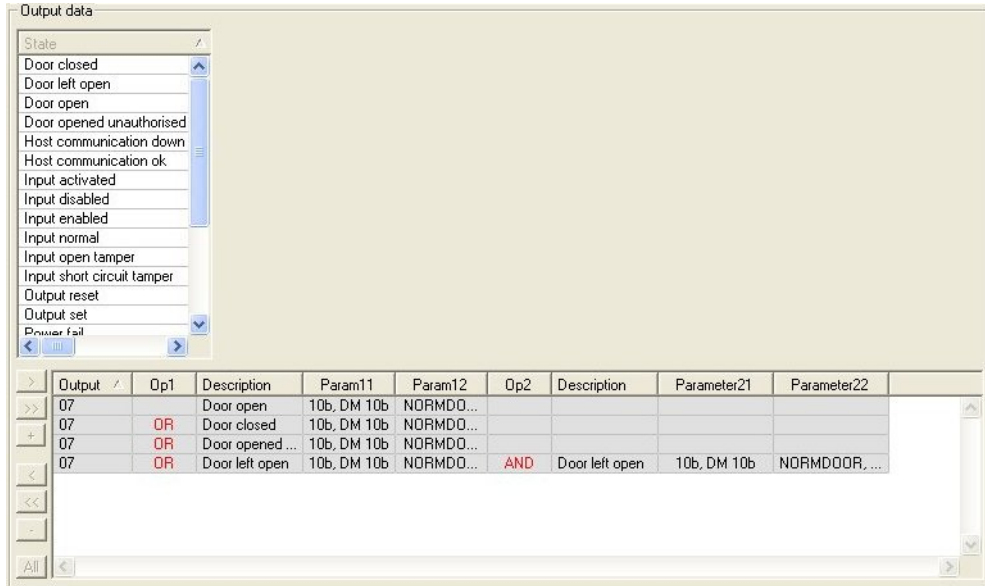 Output data
State
Door closed
Door left open
Door open
Door opened unauthorised
Host communication down
Host communication ok
Input activated
Input disabled
Input enabled
Input normal
Input open tamper
Input short circuit tamper
Output reset
Output set
Power fail
> Output Op1 Description Param11 Param12 Op2 Description Parameter21 Parameter22
>> 07 Door open 10b, DM 10b NORMDO...
07 OR Door closed 10b, DM 10b NORMDO...
+ 07 OR Door opened ... 10b, DM 10b NORMDO...
07 OR Door left open 10b, DM 10b NORMDO... AND Door left open 10b, DM 10b NORMDOOR, ...
<
<<
-
All